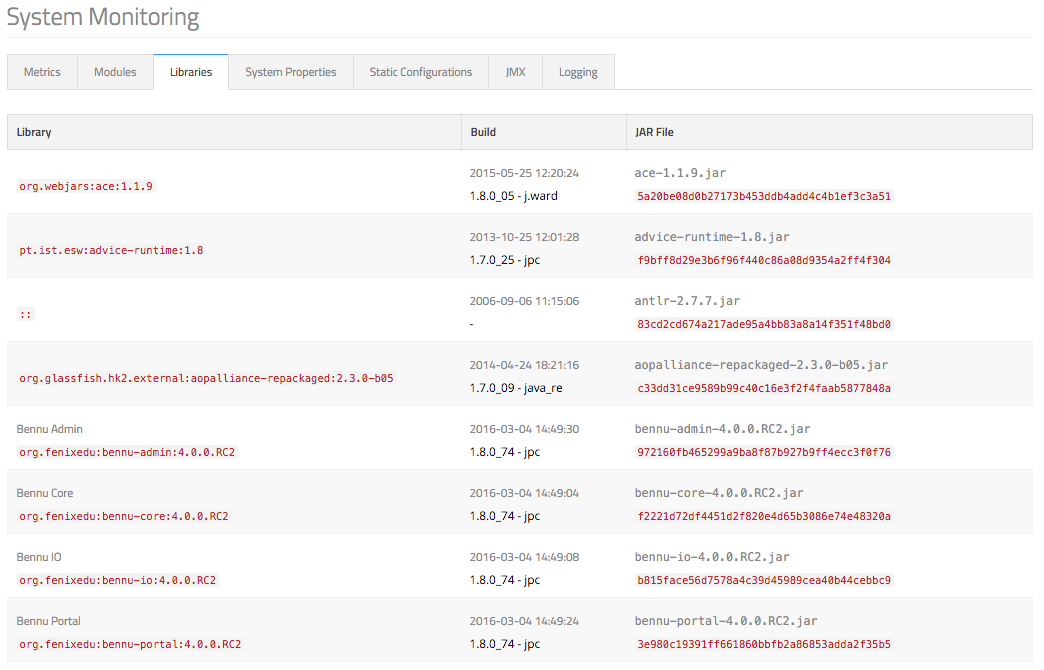 System Monitoring
Metrics Modules Libraries System Properties Static Configurations JMX Logging
Library Build JAR File
2015-05-25 12:20:24 ace-1.1.9.jar
org.webjars:ace:1.1.9
1.8.0_05 - j.ward 5a20be08d0b27173b453ddb4add4c4b1ef3c3a51
2013-10-25 12:01:28 advice-runtime-1.8.jar
pt.ist.esw:advice-runtime:1.8
1.7.0_25 - jpc f9bff8d29e3b6f96f440c86a08d9354a2ff4f304
2006-09-06 11:15:06 antlr-2.7.7.jar
::
- 83cd2cd674a217ade95a4bb83a8a14f351f48bd0
2014-04-24 18:21:16 aopalliance-repackaged-2.3.0-b05.jar
org.glassfish.hk2.external:aopalliance-repackaged:2.3.0-b05
1.7.0_09 - java_re c33dd31ce9589b99c40c16e3f2f4faab5877848a
Bennu Admin 2016-03-04 14:49:30 bennu-admin-4.0.0.RC2.jar
org.fenixedu:bennu-admin:4.0.0.RC2 1.8.0_74 - jpc 972160fb465299a9ba8f87b927b9ff4ecc3f0f76
Bennu Core 2016-03-04 14:49:04 bennu-core-4.0.0.RC2.jar
org.fenixedu:bennu-core:4.0.0.RC2 1.8.0_74 - jpc f2221d72df4451d2f820e4d65b3086e74e48320a
Bennu IO 2016-03-04 14:49:08 bennu-io-4.0.0.RC2.jar
org.fenixedu:bennu-io:4.0.0.RC2 1.8.0_74 - jpc b815face56d7578a4c39d45989cea40b44cebbc9
Bennu Portal 2016-03-04 14:49:24 bennu-portal-4.0.0.RC2.jar
org.fenixedu:bennu-portal:4.0.0.RC2 1.8.0_74 - jpc 3e980c19391ff661860bbfb2a86853adda2f35b5